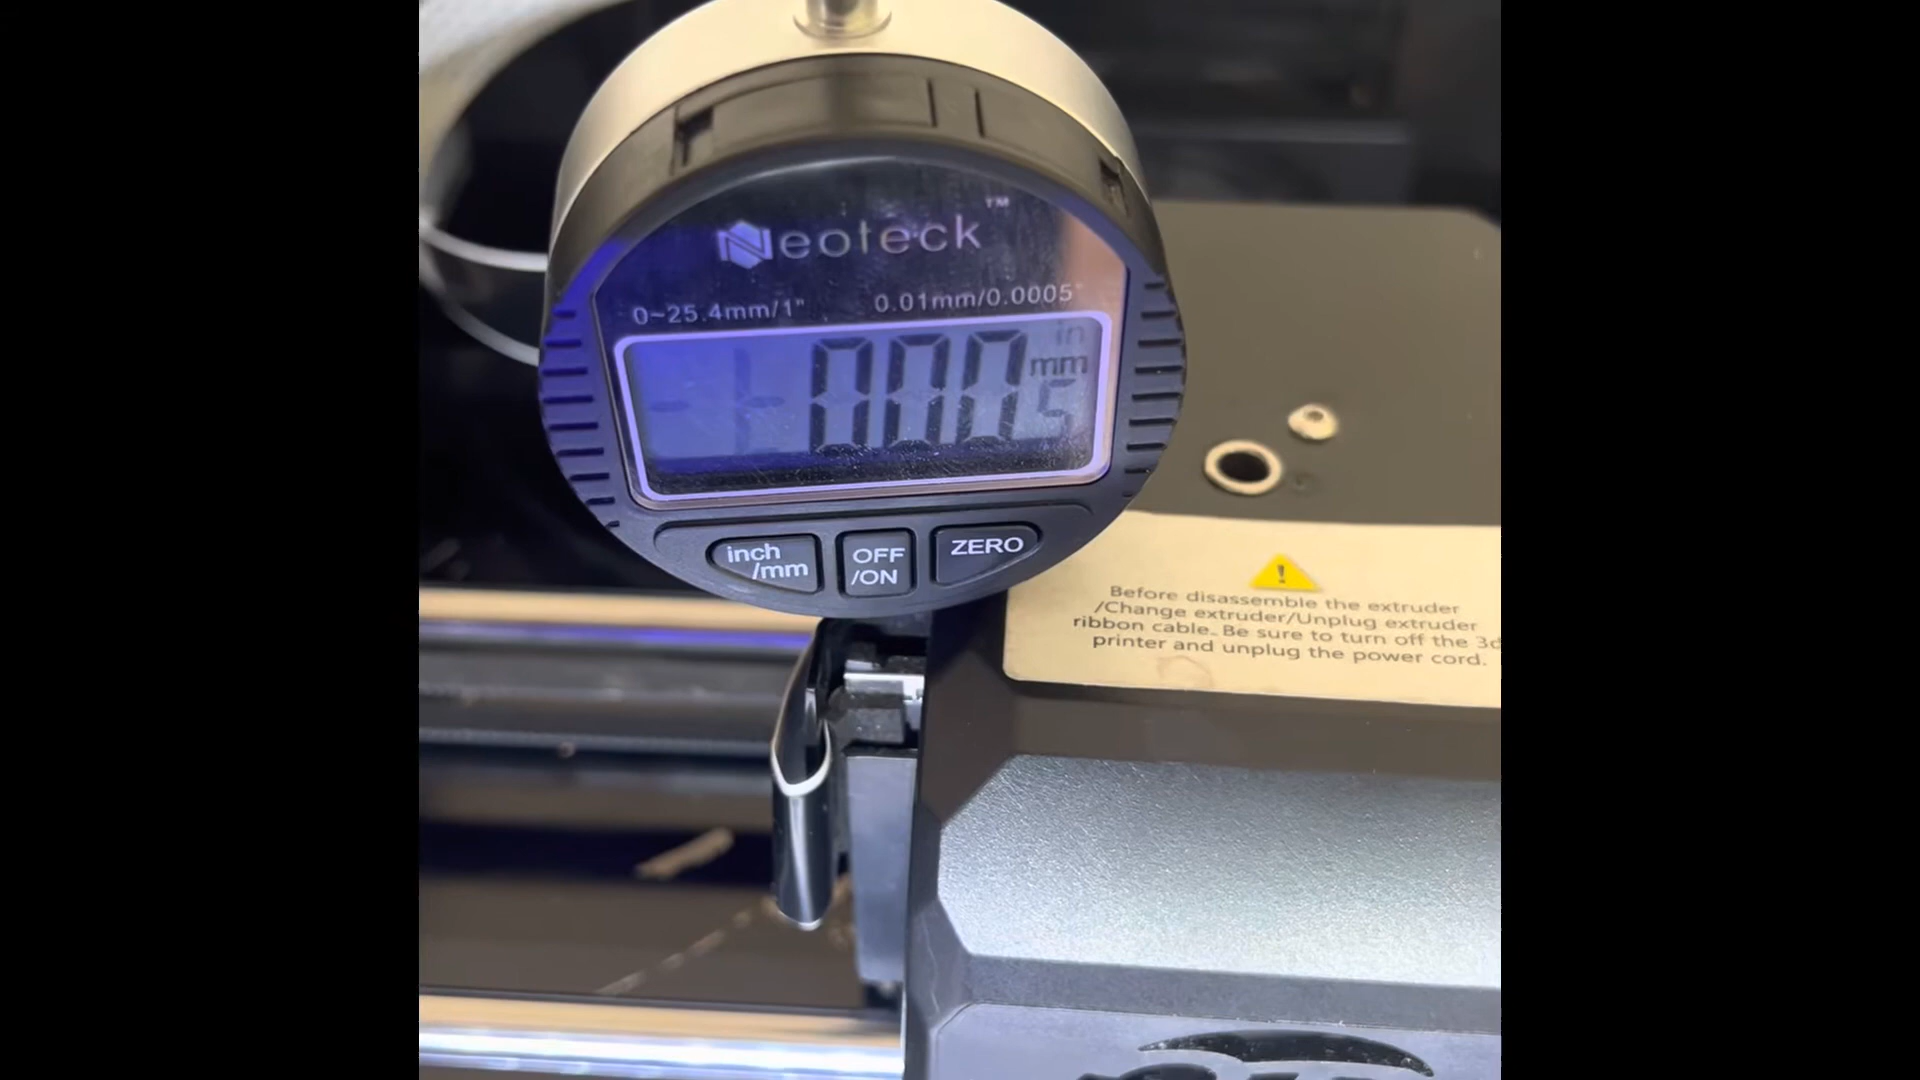 Neoteck™
0~25.4mm/1" 0.01mm/0.0005"
in
mm
000
inch
/mm
OFF
/ON
ZERO
Before disassemble the extruder
/Change extruder/Unplug extruder
ribbon cable. Be sure to turn off the 3d
printer and unplug the power cord.